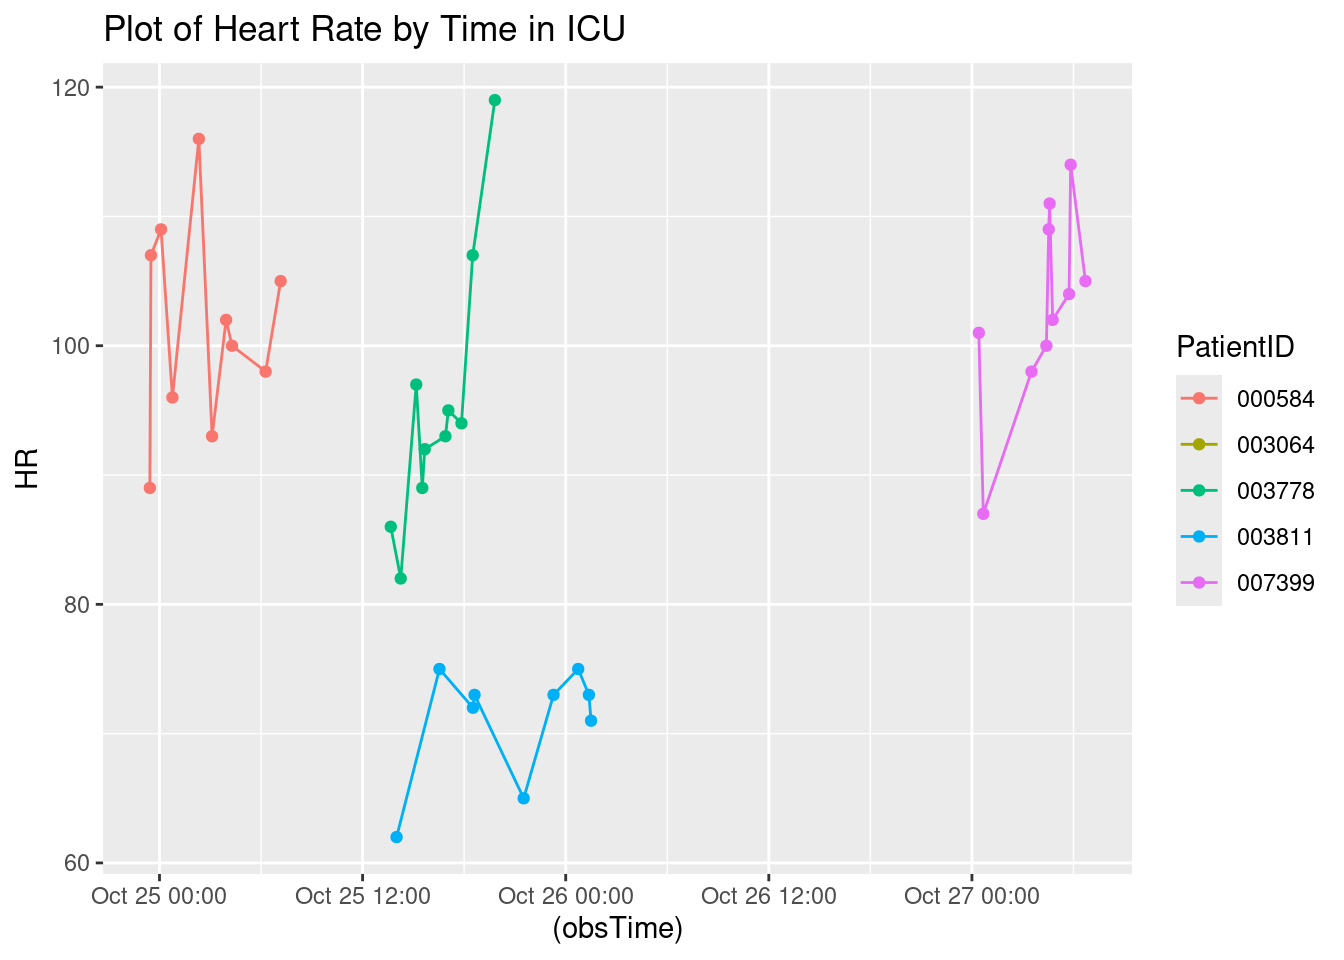 Plot of Heart Rate by Time in ICU
120
100
80
60
HR
Oct 25 00:00 Oct 25 12:00 Oct 26 00:00 Oct 26 12:00 Oct 27 00:00
(obsTime)
PatientID
000584
003064
003778
003811
007399